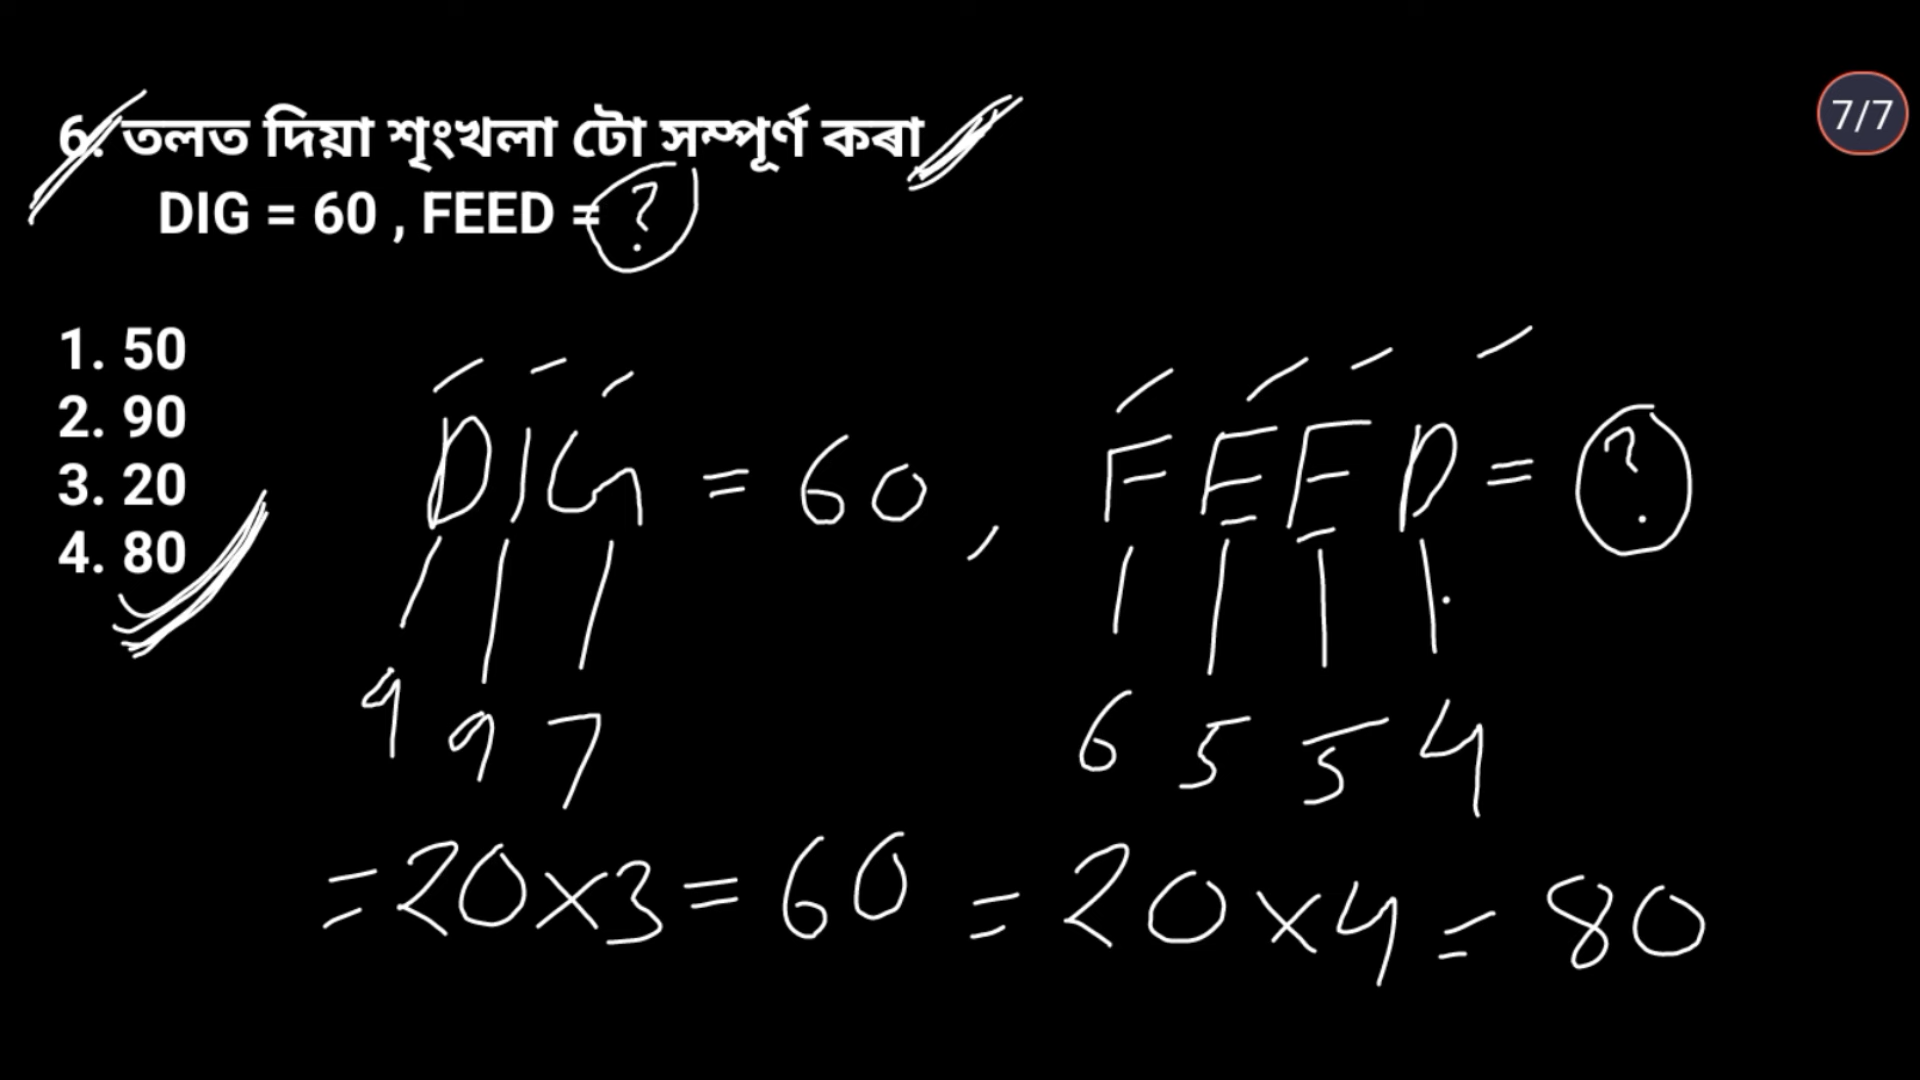 7/7
6. তলত দিয়া শৃংখলা টো সম্পূৰ্ণ কৰা
DIG = 60 , FEED = ?
1. 50
2. 90
3. 20
4. 80
DIG = 60 , FEED = ?
4 9 7 6 5 5 4
= 20 × 3 = 60 = 20 × 4 = 80